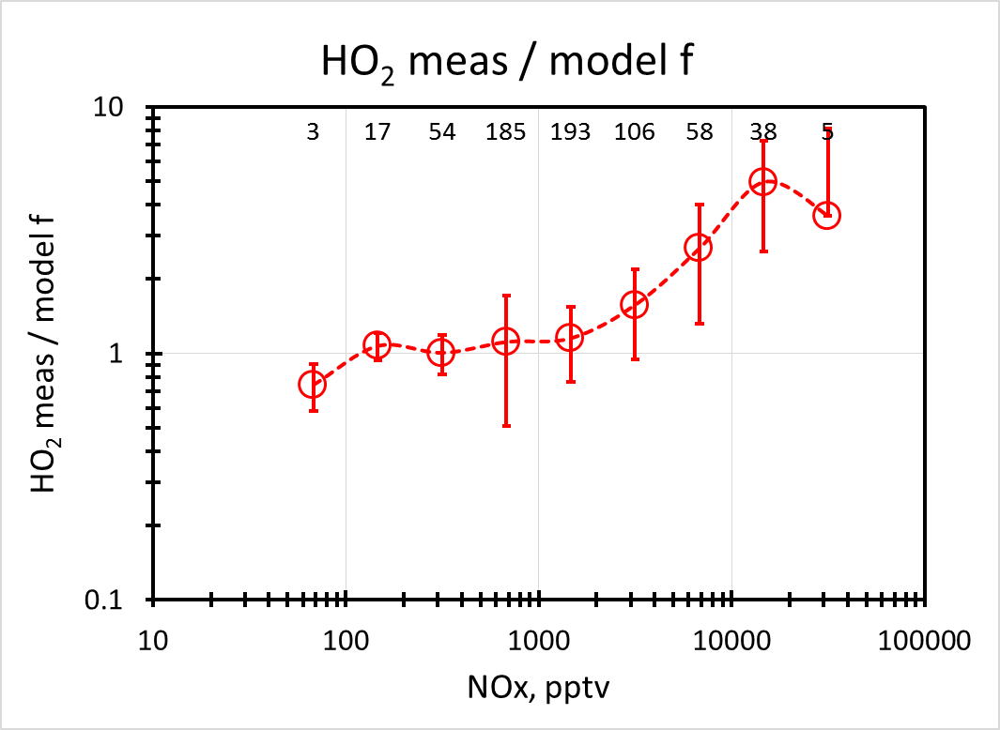 HO₂ meas / model f
10
3 17 54 185 193 106 58 38 5
HO₂ meas / model f
1
0.1
10 100 1000 10000 100000
NOx, pptv